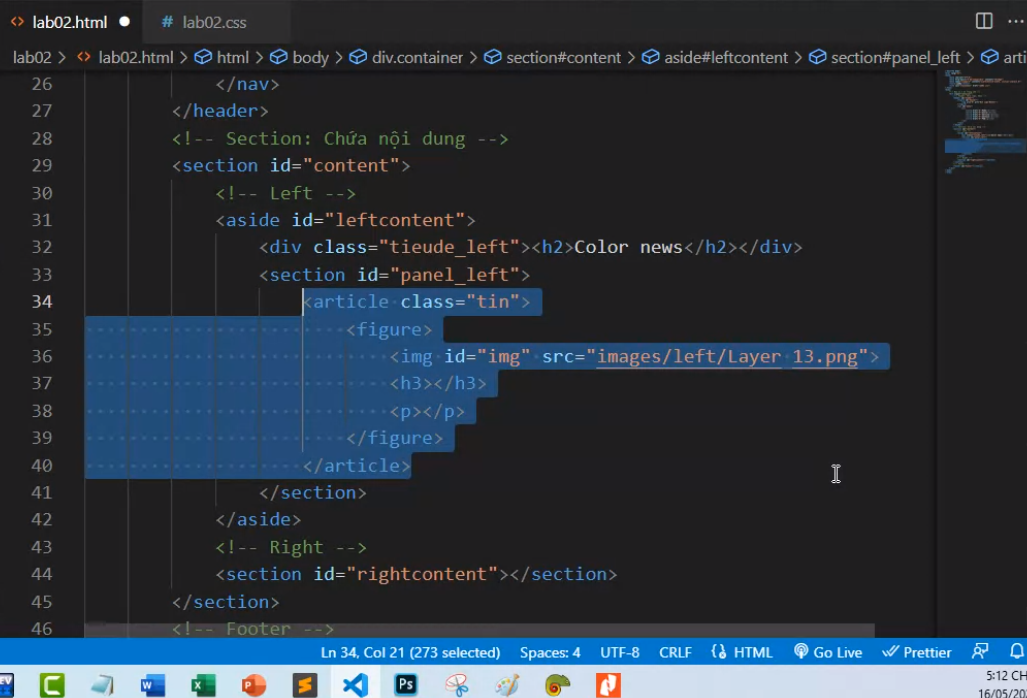 lab02.html
# lab02.css
lab02 > lab02.html > html > body > div.container > section#content > aside#leftcontent > section#panel_left > arti
26 </nav>
27 </header>
28 <!-- Section: Chứa nội dung -->
29 <section id="content">
30 <!-- Left -->
31 <aside id="leftcontent">
32 <div class="tieude_left"><h2>Color news</h2></div>
33 <section id="panel_left">
34 <article class="tin">
35 <figure>
36 <img id="img" src="images/left/Layer 13.png">
37 <h3></h3>
38 <p></p>
39 </figure>
40 </article>
41 </section>
42 </aside>
43 <!-- Right -->
44 <section id="rightcontent"></section>
45 </section>
46 <!-- Footer -->
Ln 34, Col 21 (273 selected) Spaces: 4 UTF-8 CRLF HTML Go Live Prettier
EV C W X P S Ps
5:12 CH
16/05/20